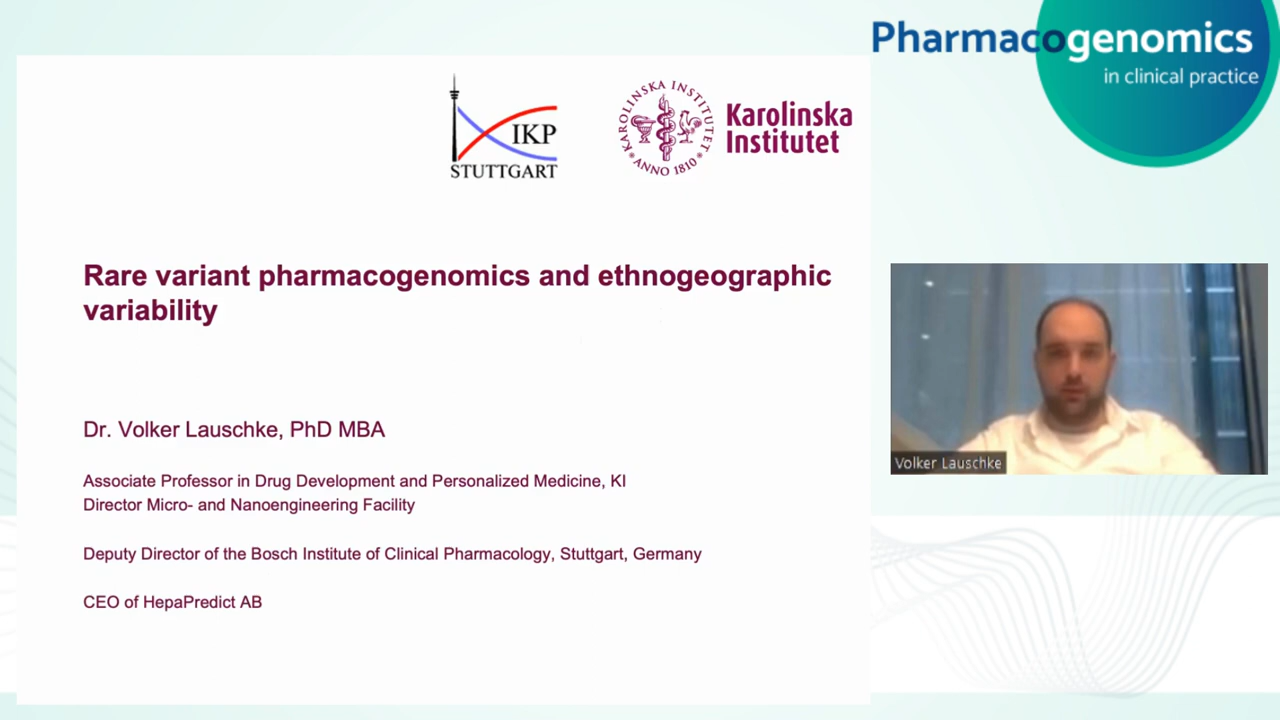 Pharmacogenomics
in clinical practice
IKP
STUTTGART
KAROLINSKA INSTITUTET
ANNO 1810
Karolinska
Institutet
Rare variant pharmacogenomics and ethnogeographic
variability
Dr. Volker Lauschke, PhD MBA
Associate Professor in Drug Development and Personalized Medicine, KI
Director Micro- and Nanoengineering Facility
Deputy Director of the Bosch Institute of Clinical Pharmacology, Stuttgart, Germany
CEO of HepaPredict AB
Volker Lauschke